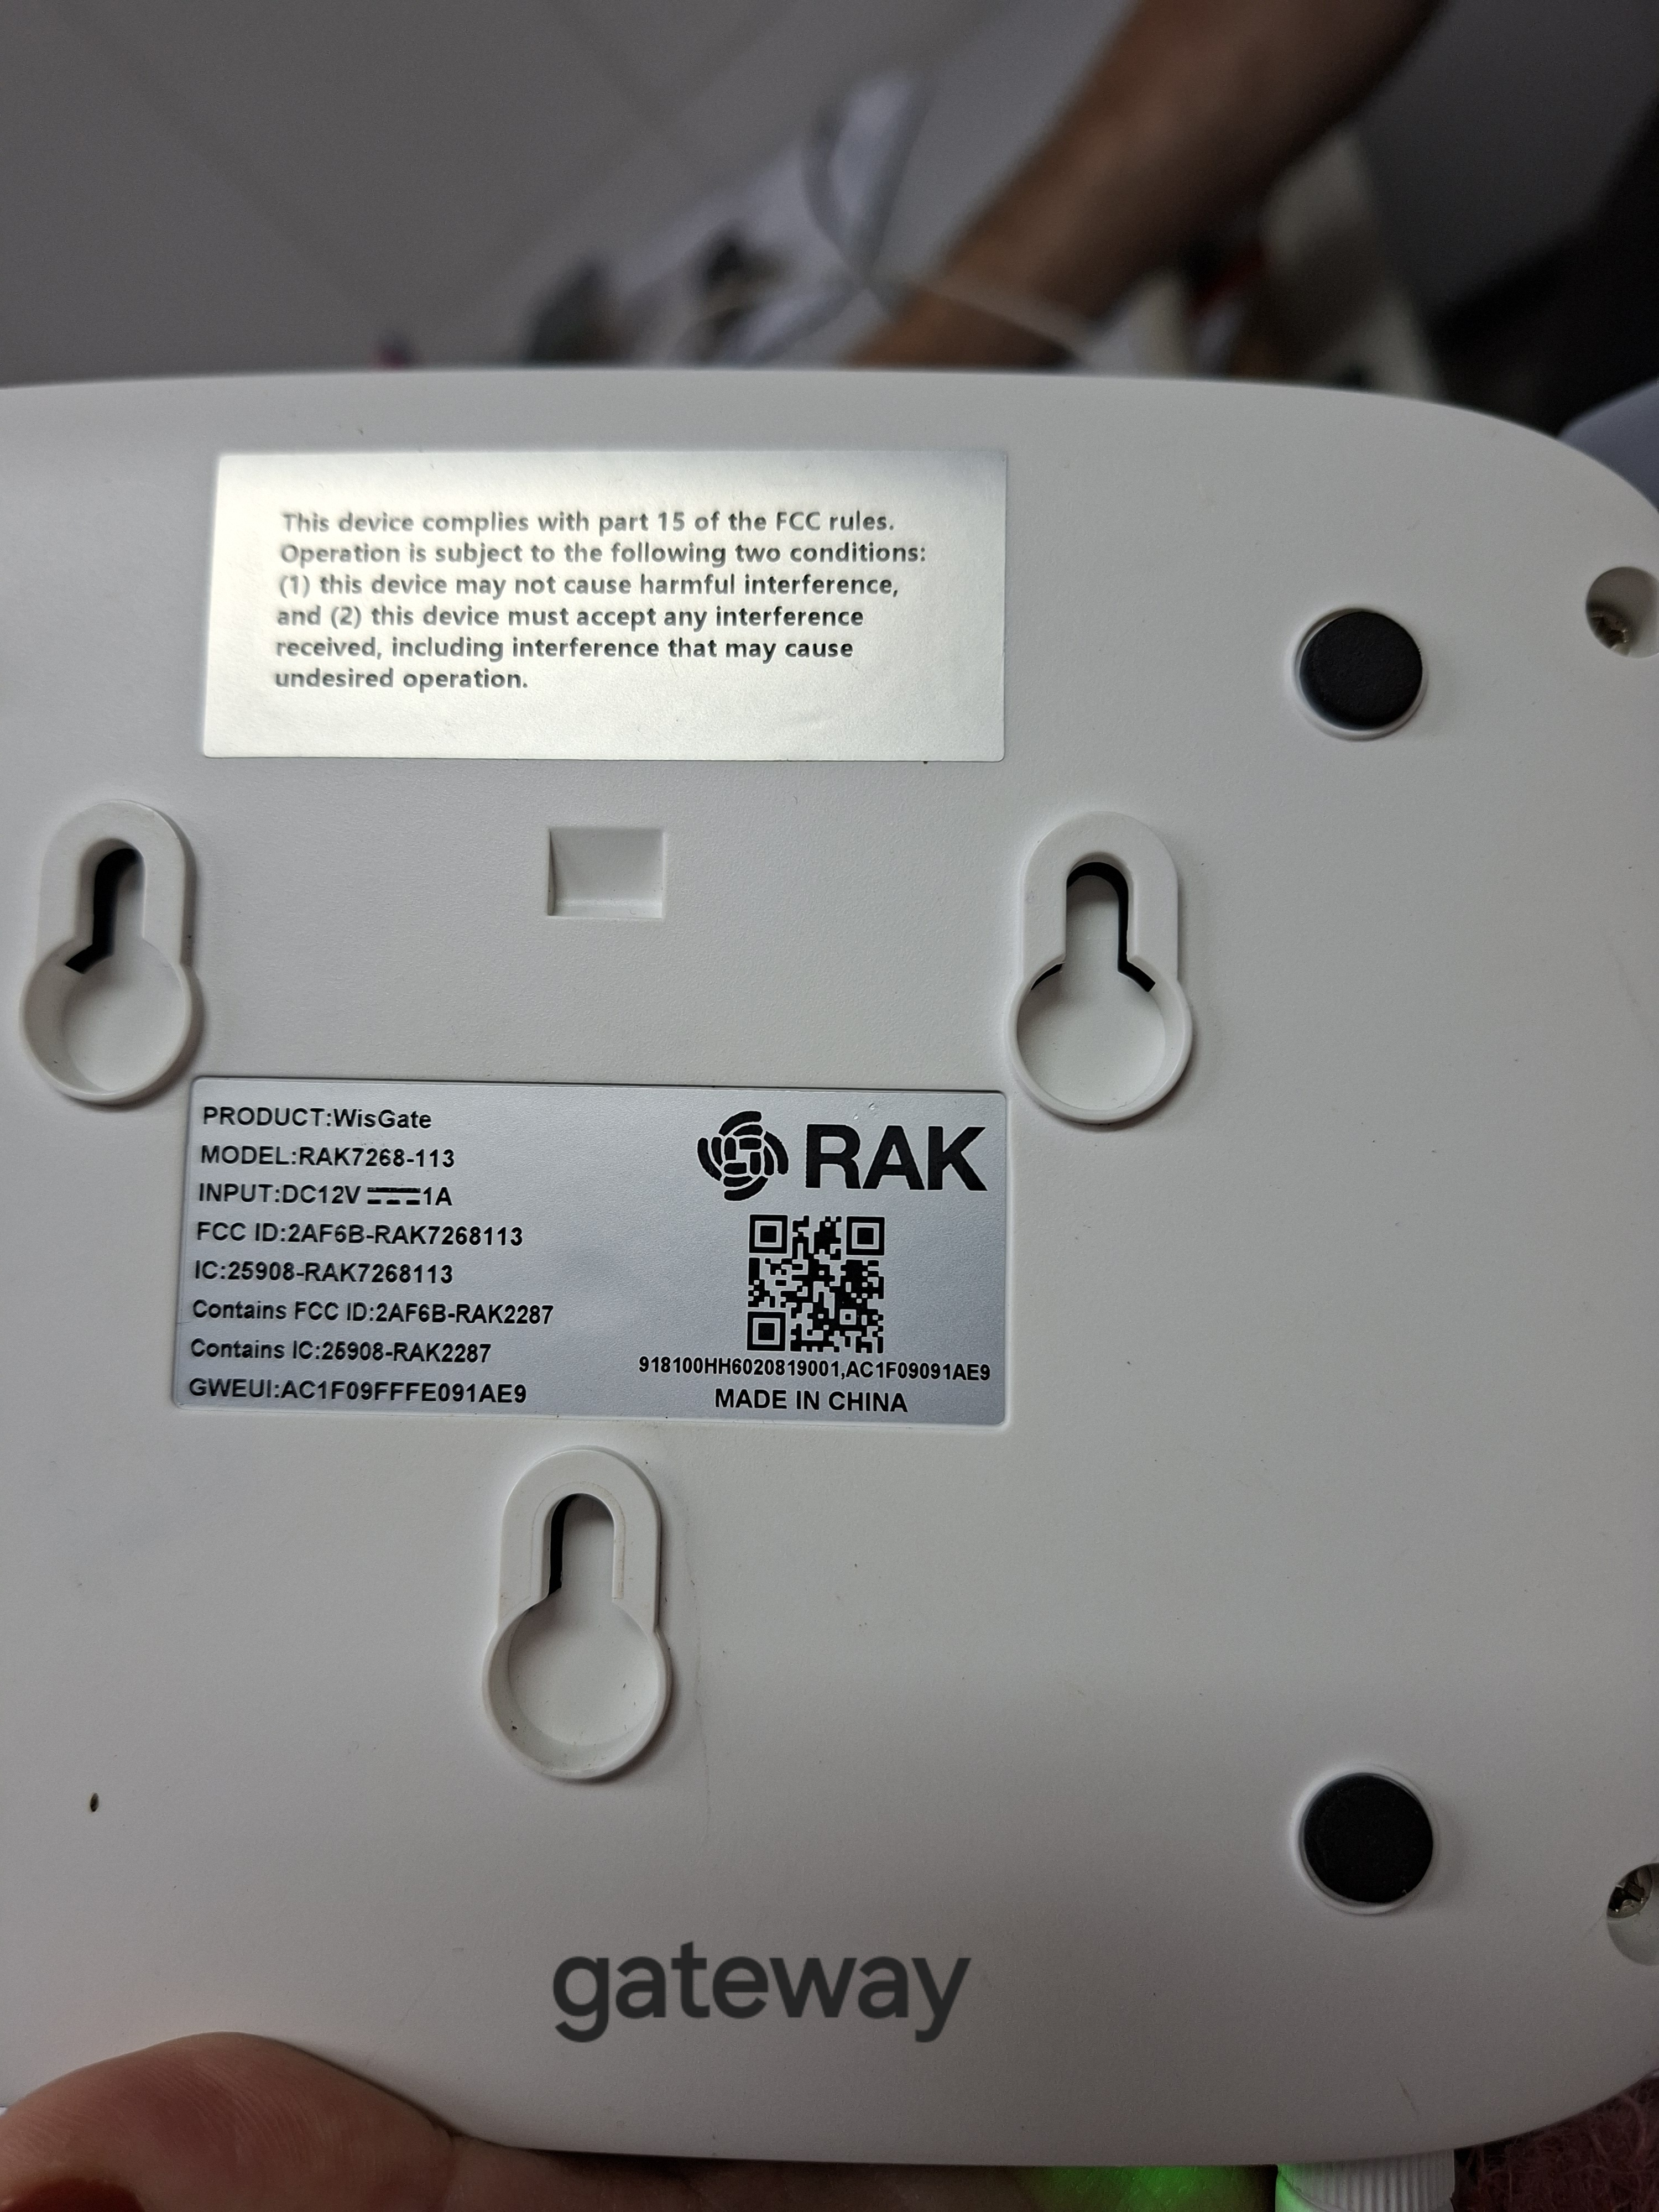 This device complies with part 15 of the FCC rules.
Operation is subject to the following two conditions:
(1) this device may not cause harmful interference,
and (2) this device must accept any interference
received, including interference that may cause
undesired operation.
PRODUCT:WisGate
MODEL:RAK7268-113
INPUT:DC12V ⎓1A
FCC ID:2AF6B-RAK7268113
IC:25908-RAK7268113
Contains FCC ID:2AF6B-RAK2287
Contains IC:25908-RAK2287
GWEUI:AC1F09FFFE091AE9
RAK
918100HH6020819001,AC1F09091AE9
MADE IN CHINA
gateway